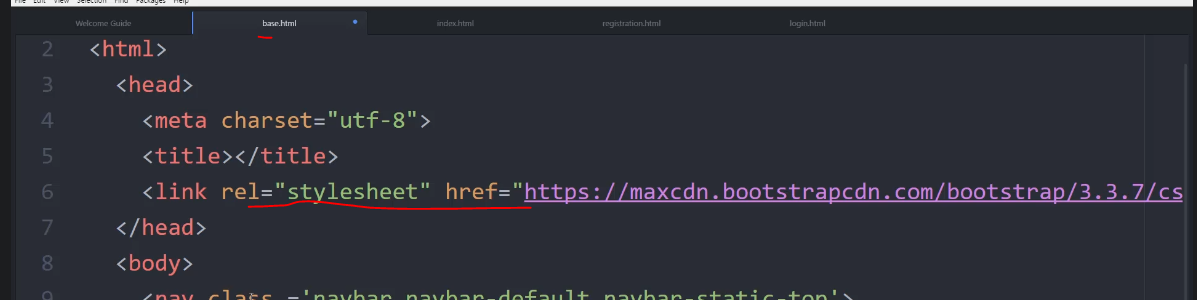 File Edit View Selection Find Packages Help
Welcome Guide base.html index.html registration.html login.html
2 <html>
3 <head>
4 <meta charset="utf-8">
5 <title></title>
6 <link rel="stylesheet" href="https://maxcdn.bootstrapcdn.com/bootstrap/3.3.7/cs
7 </head>
8 <body>
9 <nav class ='navbar navbar-default navbar-static-top'>